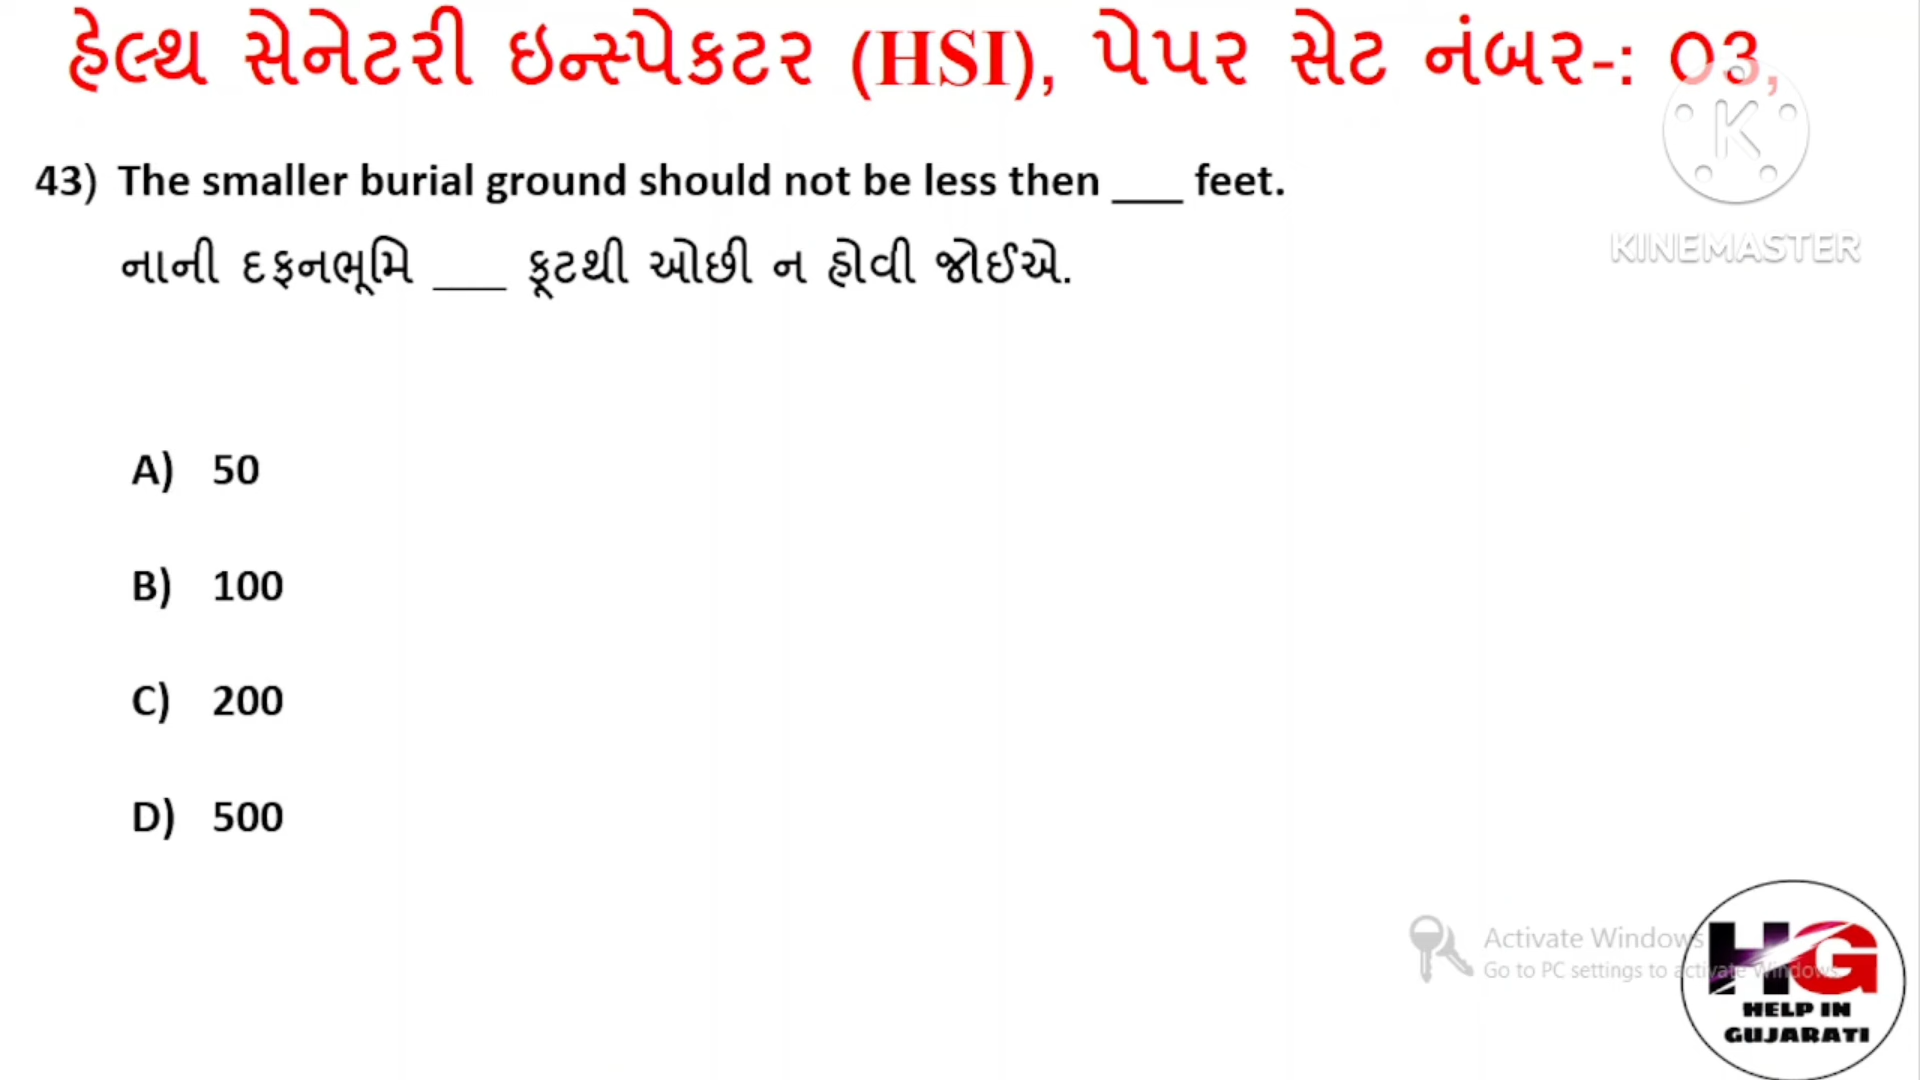 હેલ્થ સેનેટરી ઇન્સ્પેકટર (HSI), પેપર સેટ નંબર-: 03,
K
43) The smaller burial ground should not be less then ___ feet.
KINEMASTER
નાની દફનભૂમિ ___ ફૂટથી ઓછી ન હોવી જોઈએ.
A) 50
B) 100
C) 200
D) 500
Activate Windows
Go to PC settings to activate Windows.
HG
HELP IN
GUJARATI